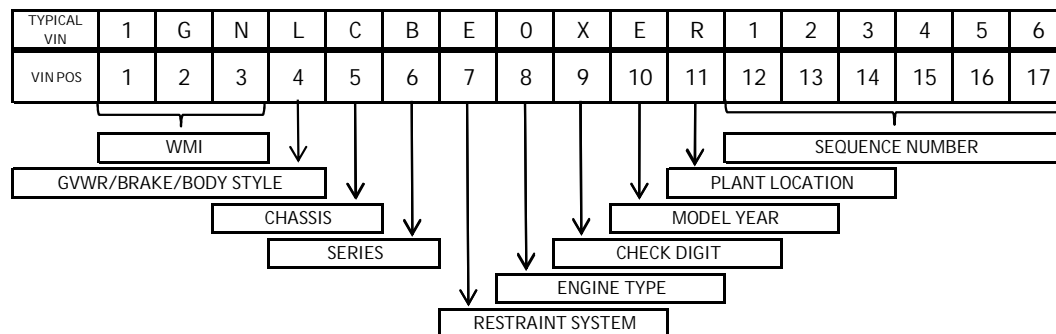 TYPICAL VIN 1 G N L C B E 0 X E R 1 2 3 4 5 6
VIN POS 1 2 3 4 5 6 7 8 9 10 11 12 13 14 15 16 17
WMI SEQUENCE NUMBER
GVWR/BRAKE/BODY STYLE PLANT LOCATION
CHASSIS MODEL YEAR
SERIES CHECK DIGIT
ENGINE TYPE
RESTRAINT SYSTEM